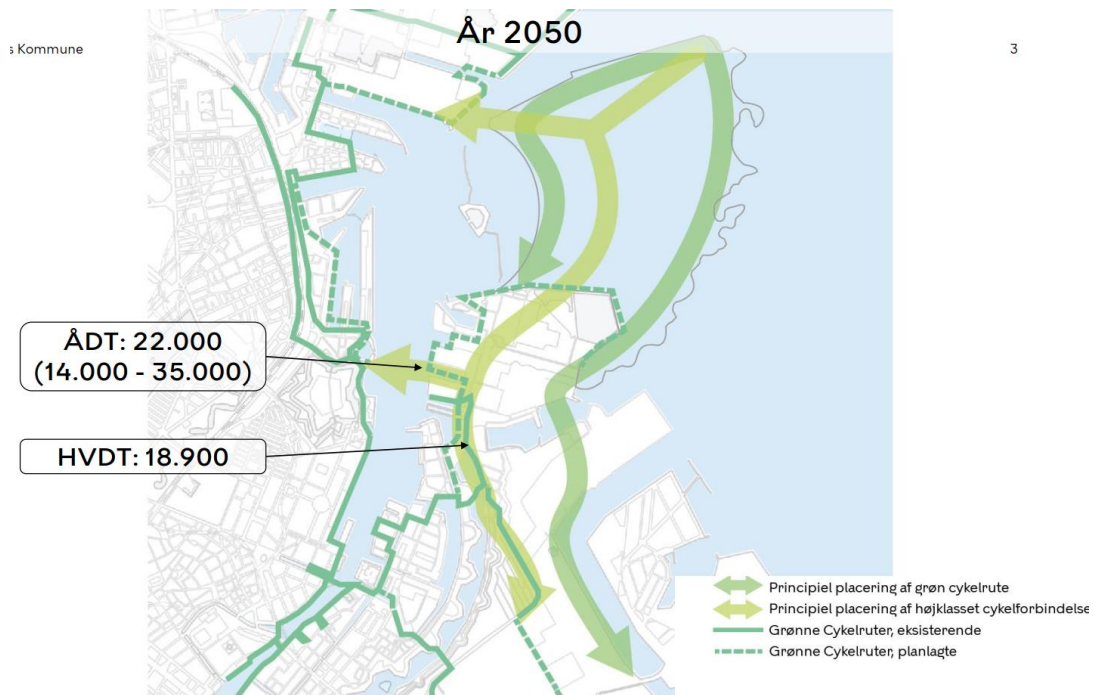 År 2050
s Kommune
3
ÅDT: 22.000
(14.000 - 35.000)
HVDT: 18.900
Principiel placering af grøn cykelrute
Principiel placering af højklasset cykelforbindelse
Grønne Cykelruter, eksisterende
Grønne Cykelruter, planlagte